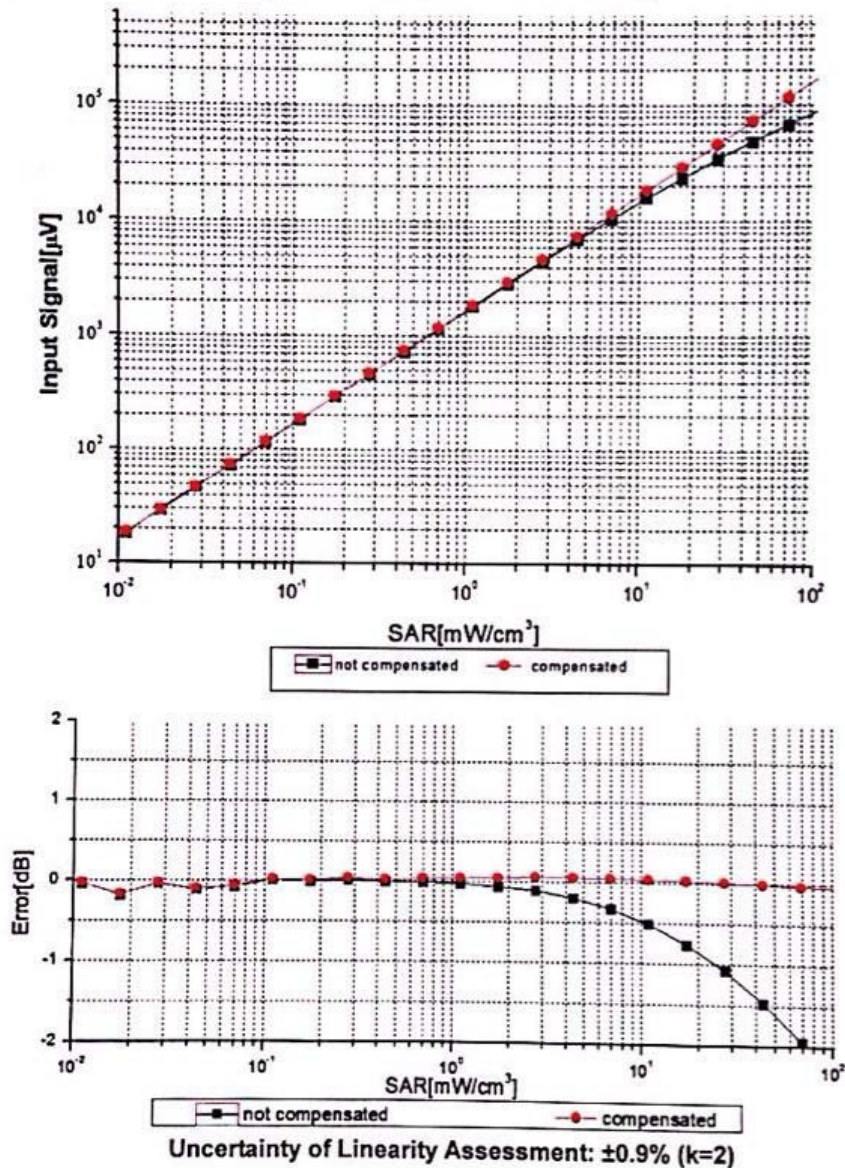 10⁵
10⁴
Input Signal[µV]
10³
10²
10¹
10⁻² 10⁻¹ 10⁰ 10¹ 10²
SAR[mW/cm³]
not compensated compensated
2
1
0
Error[dB]
-1
-2
10⁻² 10⁻¹ 10⁰ 10¹ 10²
SAR[mW/cm³]
not compensated compensated
Uncertainty of Linearity Assessment: ±0.9% (k=2)